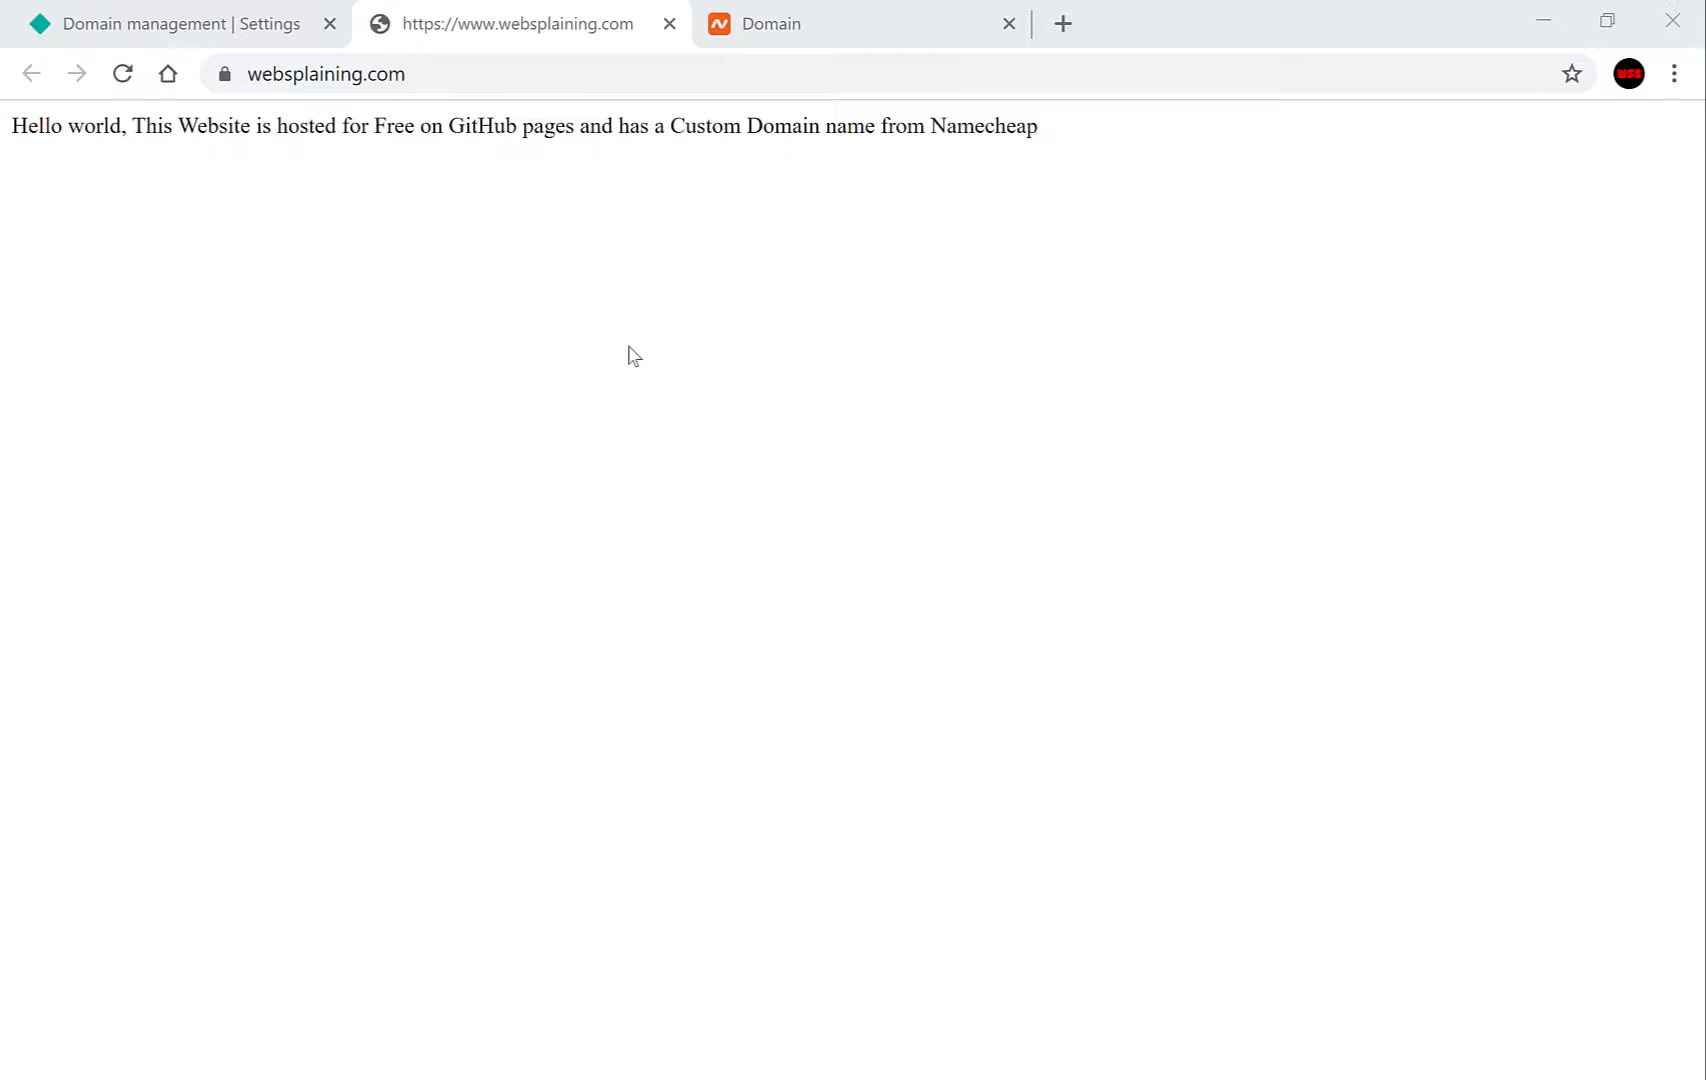 Domain management | Settings
https://www.websplaining.com
Domain
websplaining.com
WSG
Hello world, This Website is hosted for Free on GitHub pages and has a Custom Domain name from Namecheap